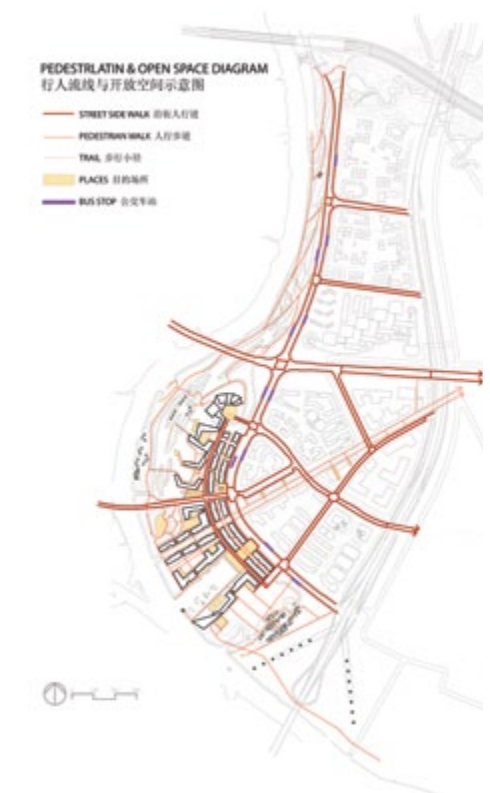 PEDESTRLATIN & OPEN SPACE DIAGRAM
行人流线与开放空间示意图
STREET SIDE WALK 沿街人行道
PEDESTRIAN WALK 人行步道
TRAIL 步行小径
PLACES 目的场所
BUS STOP 公交车站